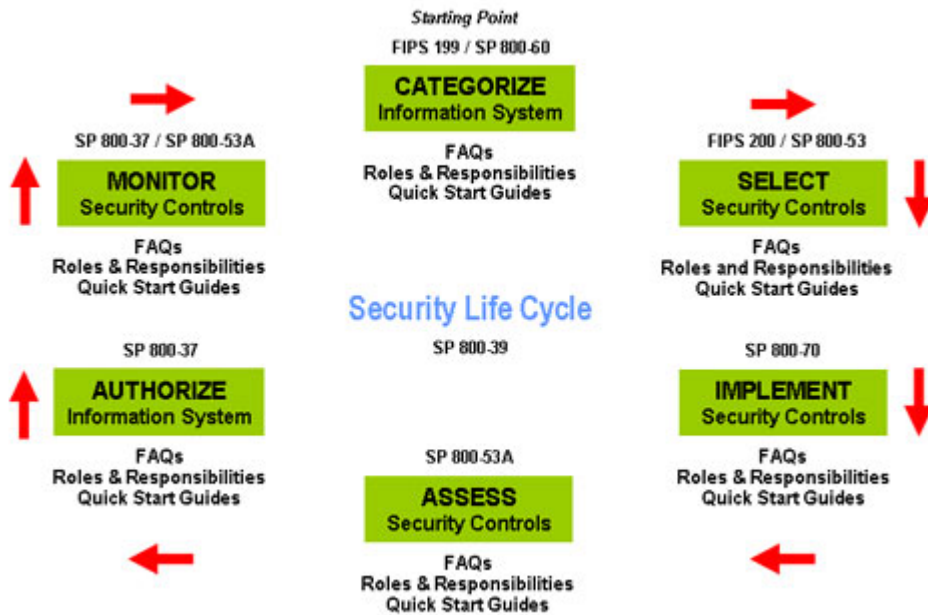 Starting Point
FIPS 199 / SP 800-60
CATEGORIZE
Information System
FAQs
Roles & Responsibilities
Quick Start Guides
FIPS 200 / SP 800-53
SELECT
Security Controls
FAQs
Roles and Responsibilities
Quick Start Guides
SP 800-70
IMPLEMENT
Security Controls
FAQs
Roles & Responsibilities
Quick Start Guides
SP 800-53A
ASSESS
Security Controls
FAQs
Roles & Responsibilities
Quick Start Guides
SP 800-37
AUTHORIZE
Information System
FAQs
Roles & Responsibilities
Quick Start Guides
SP 800-37 / SP 800-53A
MONITOR
Security Controls
FAQs
Roles & Responsibilities
Quick Start Guides
Security Life Cycle
SP 800-39